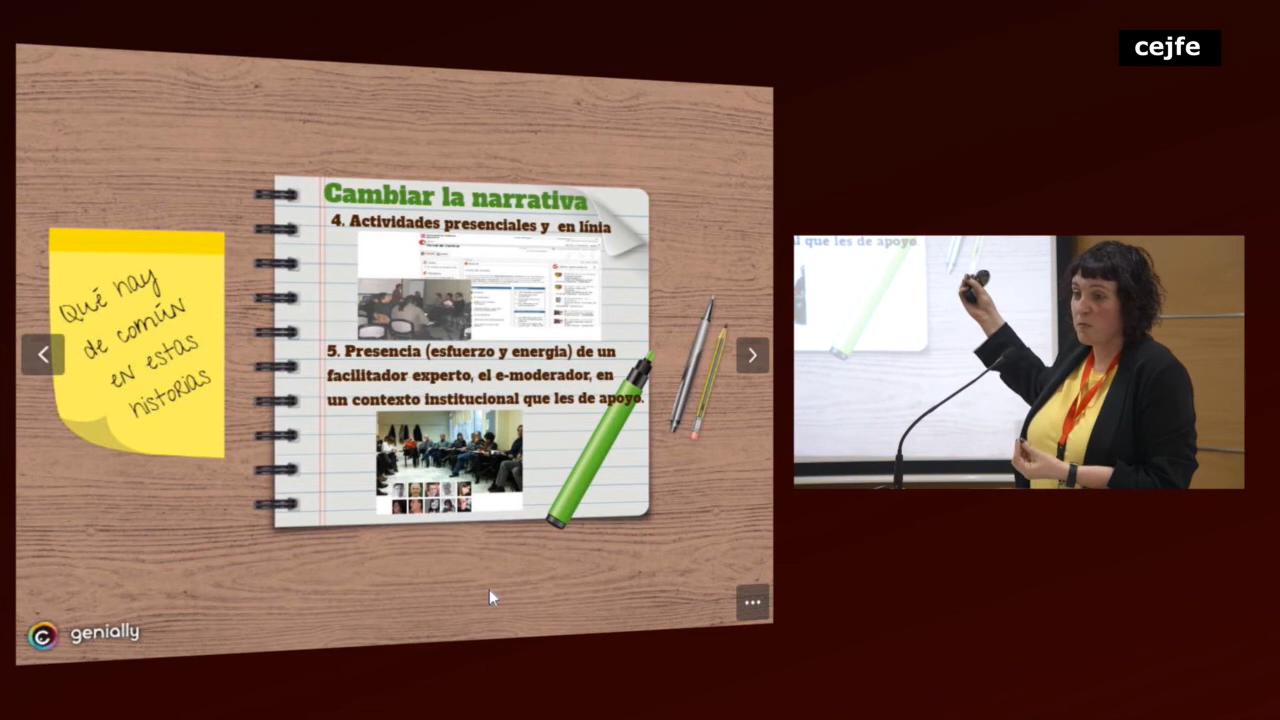 cejfe
Qué hay
de común
en estas
historias
Cambiar la narrativa
4. Actividades presenciales y en línia
5. Presencia (esfuerzo y energia) de un
facilitador experto, el e-moderador, en
un contexto institucional que les de apoyo.
genially
l que les de apoyo